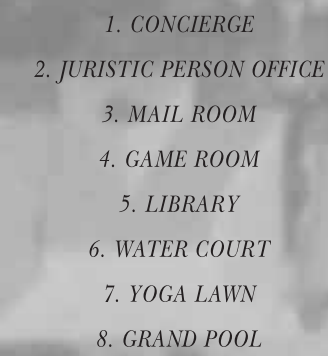 1. CONCIERGE
2. JURISTIC PERSON OFFICE
3. MAIL ROOM
4. GAME ROOM
5. LIBRARY
6. WATER COURT
7. YOGA LAWN
8. GRAND POOL